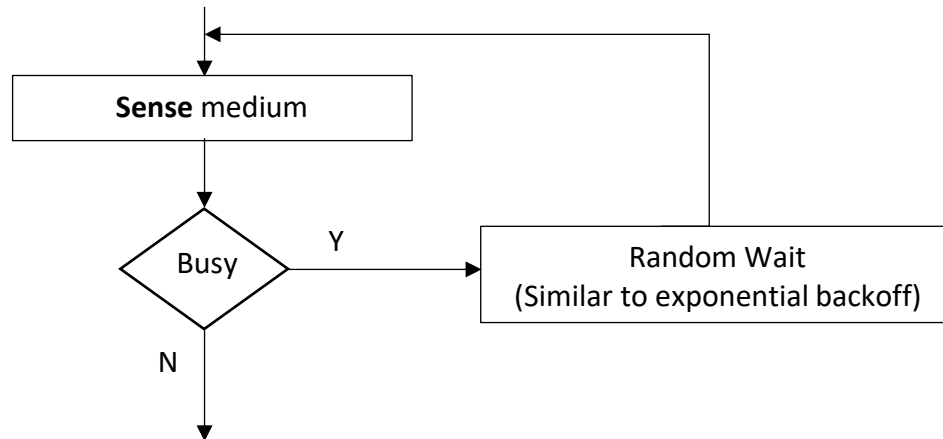 Sense medium
Busy
Y
Random Wait
(Similar to exponential backoff)
N